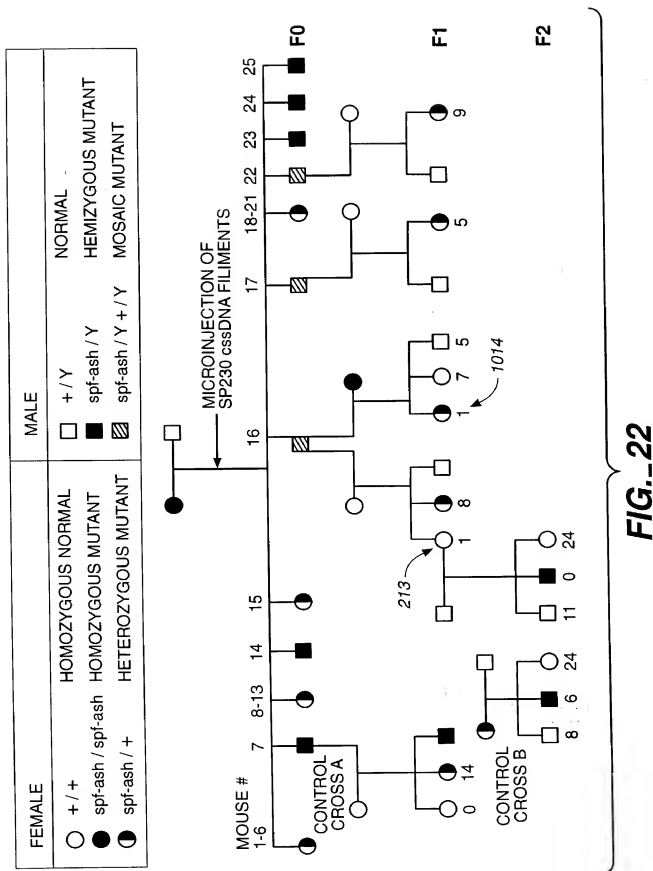 FEMALE
MALE
+ / +
HOMOZYGOUS NORMAL
+ / Y
NORMAL
spf-ash / spf-ash
HOMOZYGOUS MUTANT
spf-ash / Y
HEMIZYGOUS MUTANT
spf-ash / +
HETEROZYGOUS MUTANT
spf-ash / Y + / Y
MOSAIC MUTANT
MICROINJECTION OF
SP230 cssDNA FILIMENTS
MOUSE #
1-6
7
8-13
14
15
16
17
18-21
22
23
24
25
F0
CONTROL
CROSS A
213
0
14
1
8
1
7
5
5
9
F1
1014
CONTROL
CROSS B
8
6
24
11
0
24
F2
FIG._22